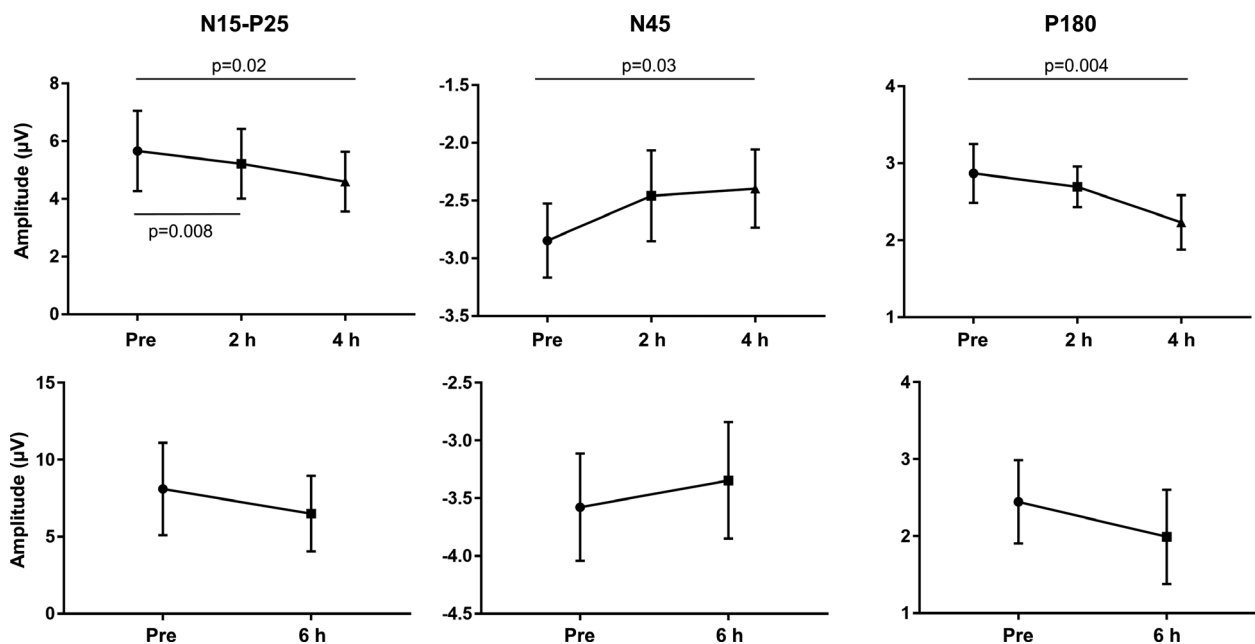 N15-P25
N45
P180
p=0.02
p=0.03
p=0.004
Amplitude (µV)
8
6
4
2
0
p=0.008
Pre
2 h
4 h
-1.5
-2.0
-2.5
-3.0
-3.5
Pre
2 h
4 h
4
3
2
1
Pre
2 h
4 h
Amplitude (µV)
15
10
5
0
Pre
6 h
-2.5
-3.0
-3.5
-4.0
-4.5
Pre
6 h
4
3
2
1
Pre
6 h